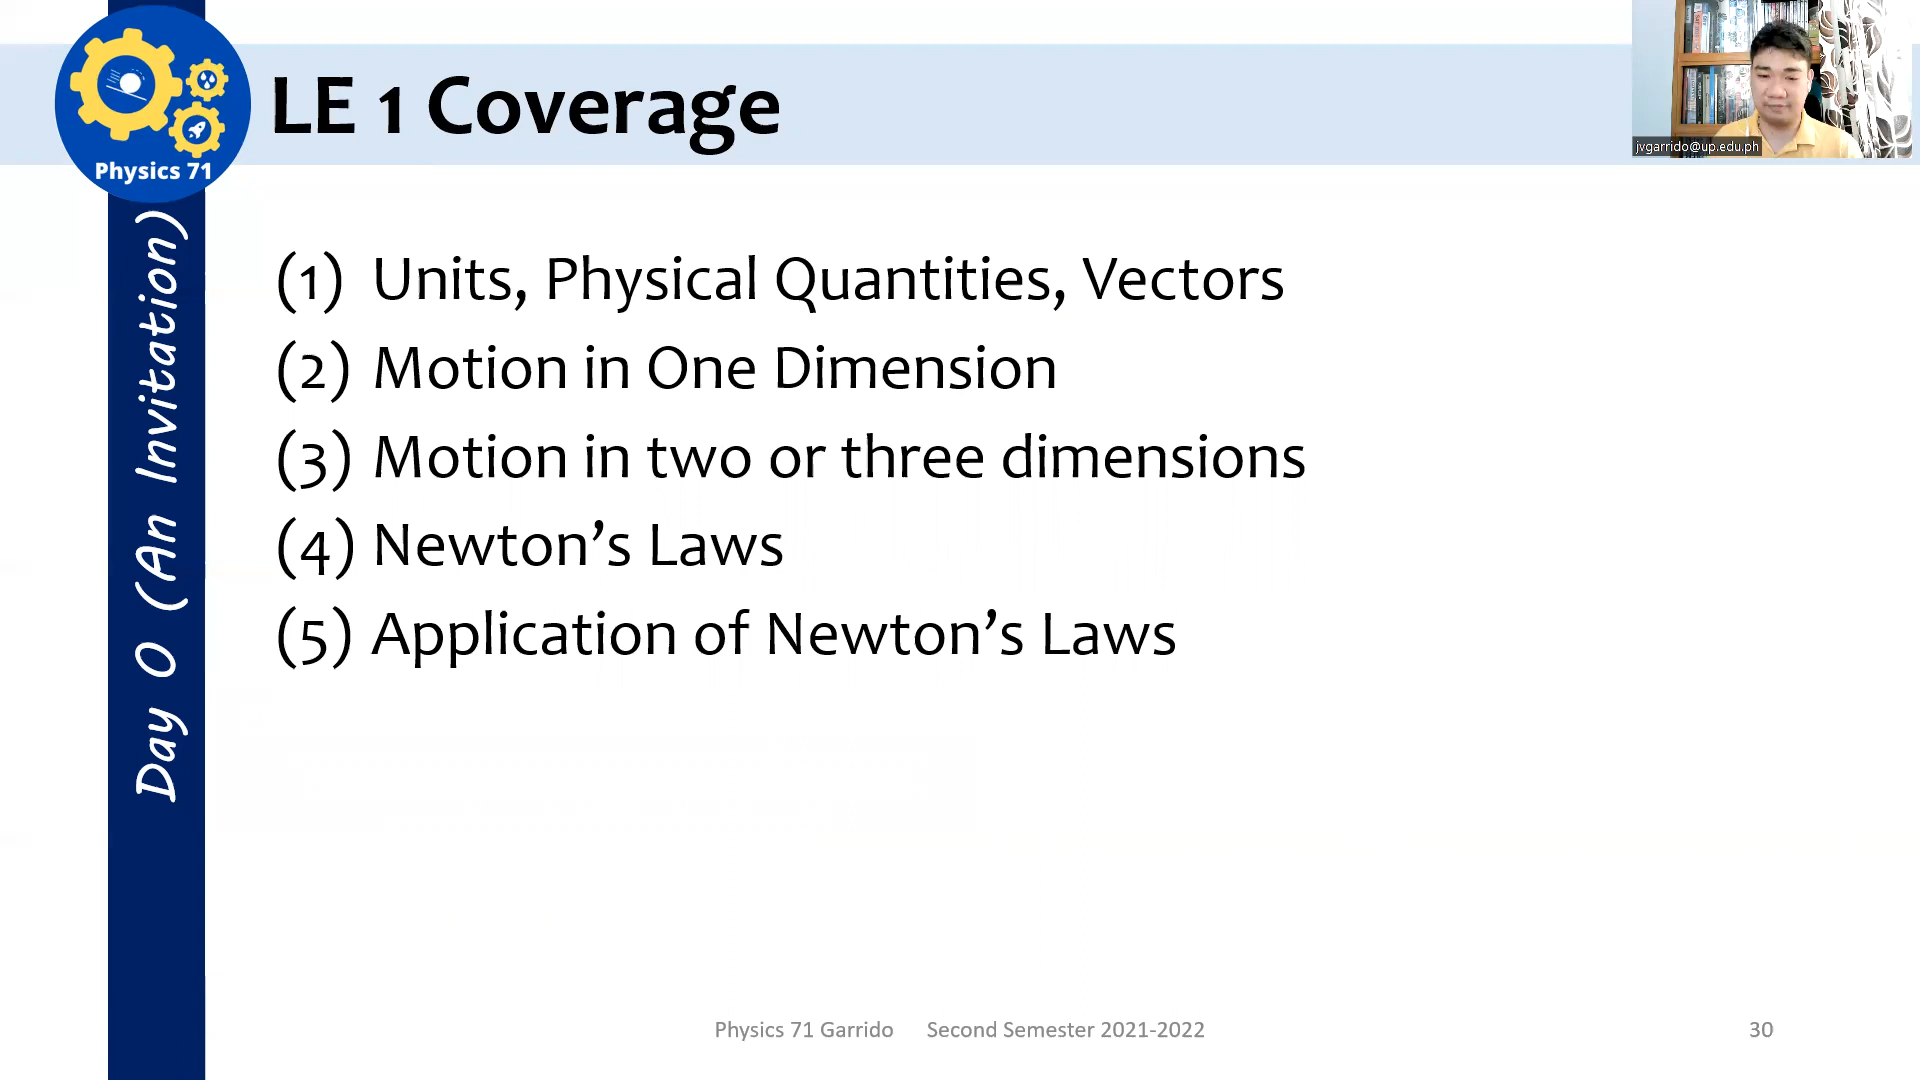 LE 1 Coverage
jvgarrido@up.edu.ph
Physics 71
Day 0 (An Invitation)
(1) Units, Physical Quantities, Vectors
(2) Motion in One Dimension
(3) Motion in two or three dimensions
(4) Newton’s Laws
(5) Application of Newton’s Laws
Physics 71 Garrido Second Semester 2021-2022
30